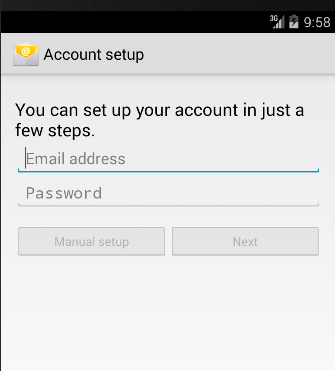 3G 9:58
Account setup
You can set up your account in just a
few steps.
Email address
Password
Manual setup Next